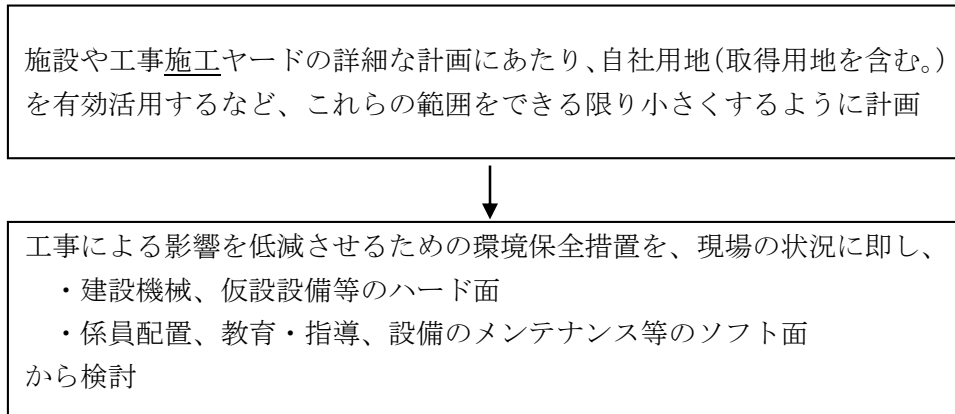 施設や工事施工ヤードの詳細な計画にあたり、自社用地(取得用地を含む。)
を有効活用するなど、これらの範囲をできる限り小さくするように計画
工事による影響を低減させるための環境保全措置を、現場の状況に即し、
・建設機械、仮設設備等のハード面
・係員配置、教育・指導、設備のメンテナンス等のソフト面
から検討